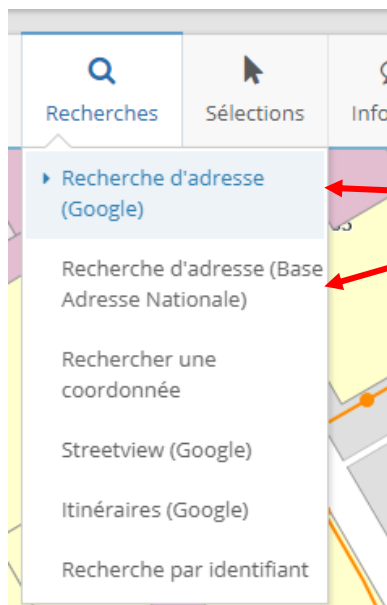 Recherches Sélections Info
Recherche d'adresse
(Google)
Recherche d'adresse (Base
Adresse Nationale)
Rechercher une
coordonnée
Streetview (Google)
Itinéraires (Google)
Recherche par identifiant